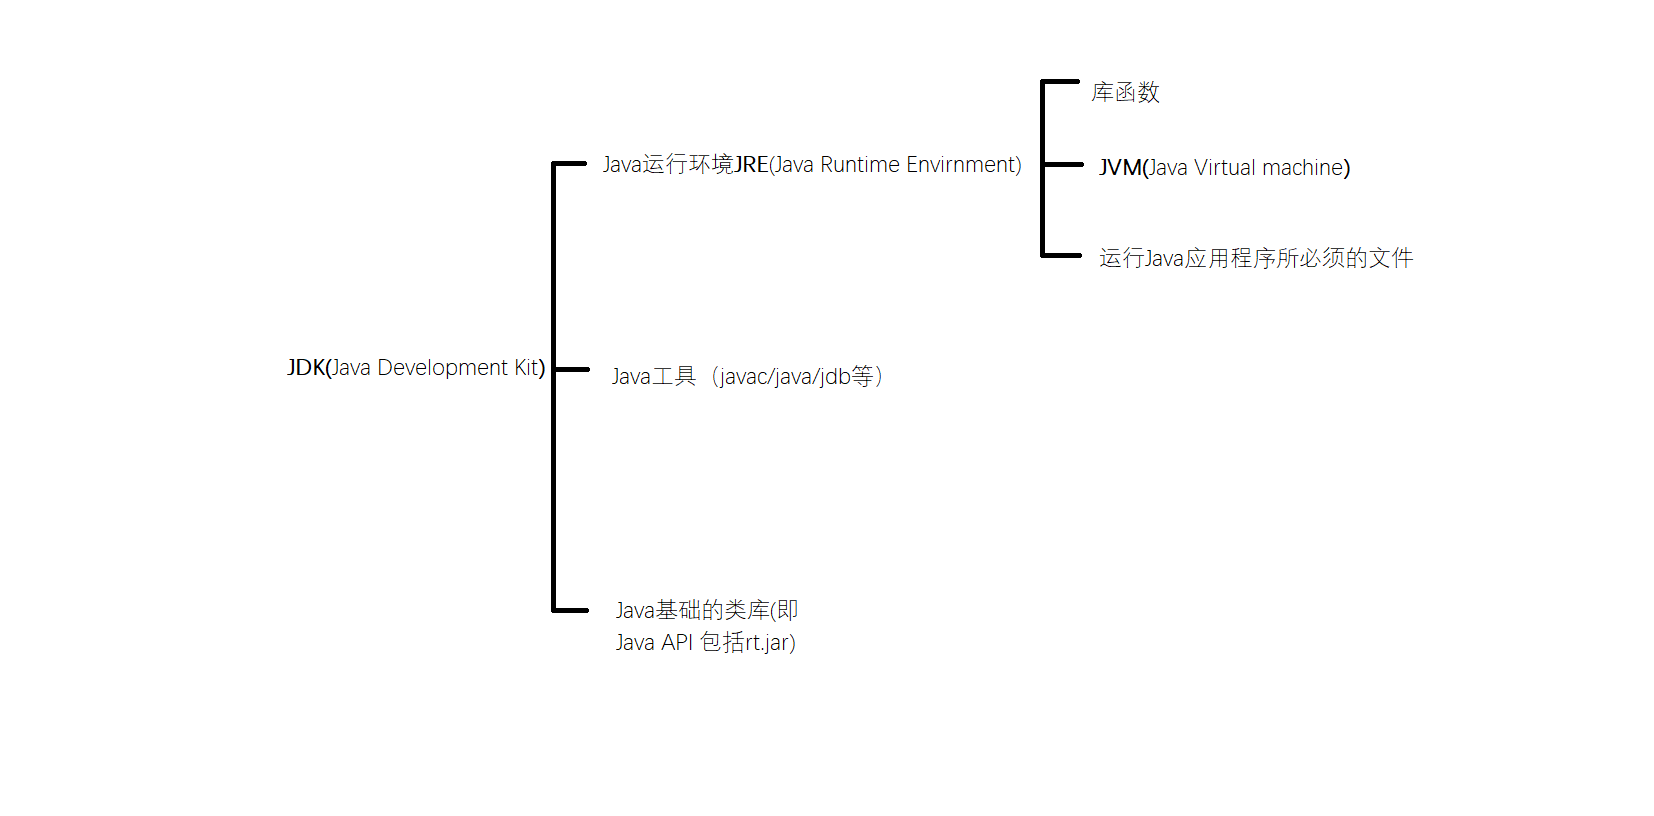 库函数
Java运行环境JRE(Java Runtime Envirnment)
JVM(Java Virtual machine)
运行Java应用程序所必须的文件
JDK(Java Development Kit)
Java工具（javac/java/jdb等）
Java基础的类库(即
Java API 包括rt.jar)